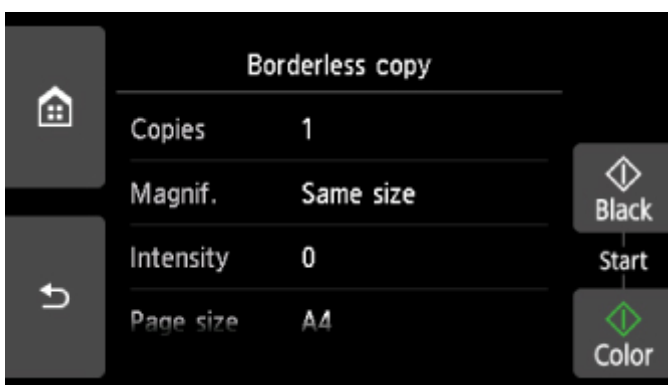 Borderless copy
Copies 1
Magnif. Same size
Intensity 0
Page size A4
Black
Start
Color